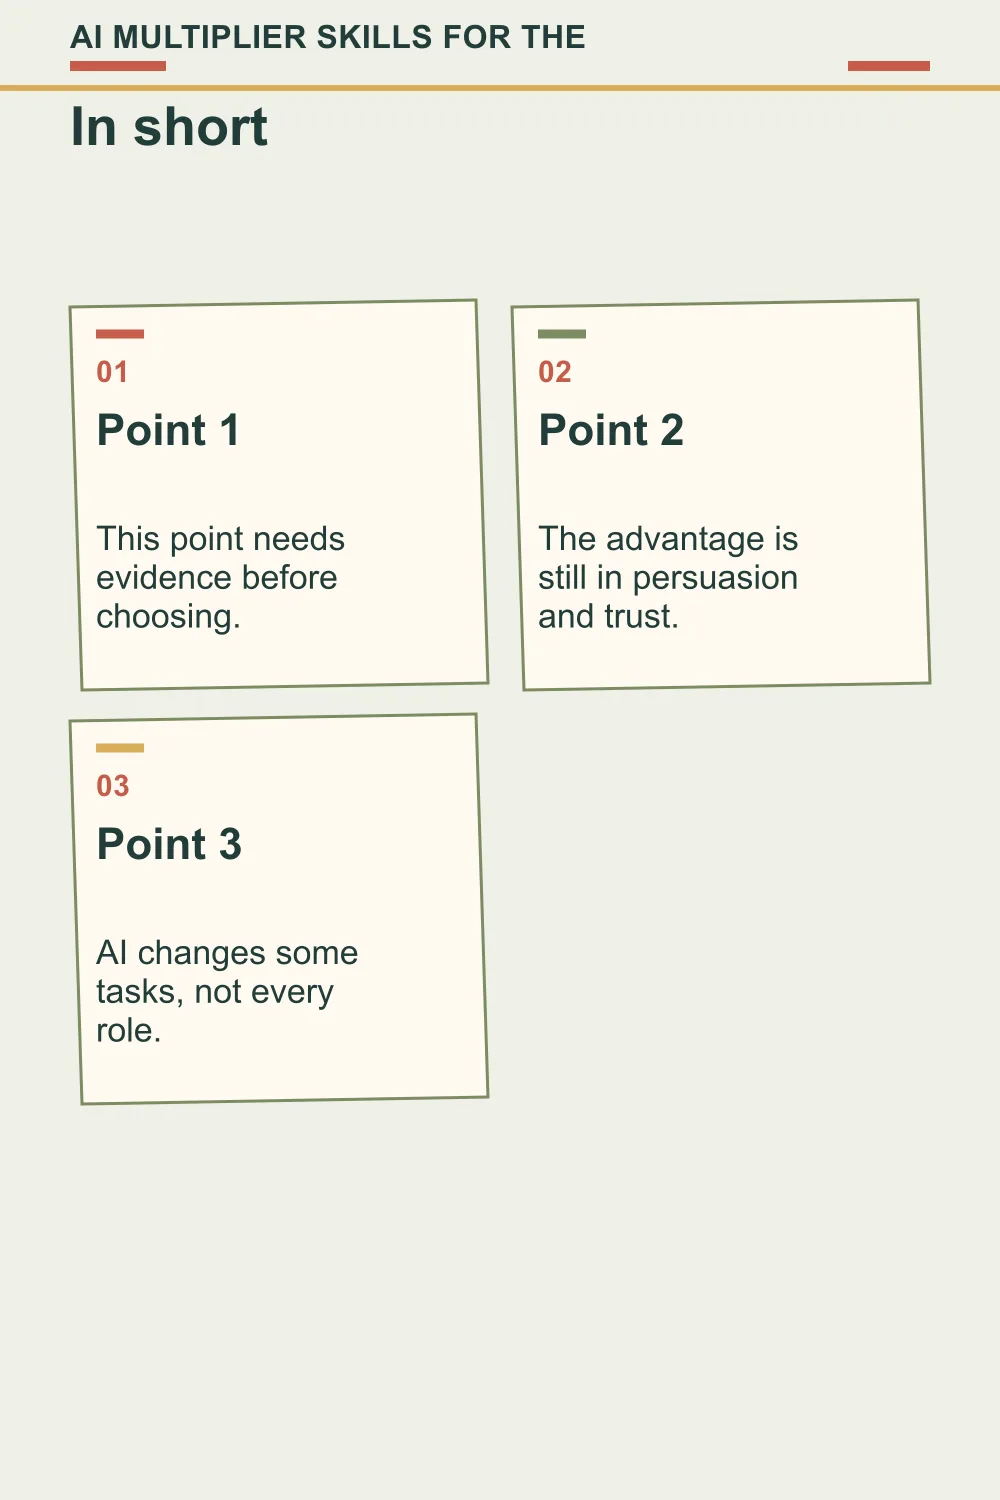 AI MULTIPLIER SKILLS FOR THE
In short
01
Point 1
This point needs
evidence before
choosing.
02
Point 2
The advantage is
still in persuasion
and trust.
03
Point 3
AI changes some
tasks, not every
role.